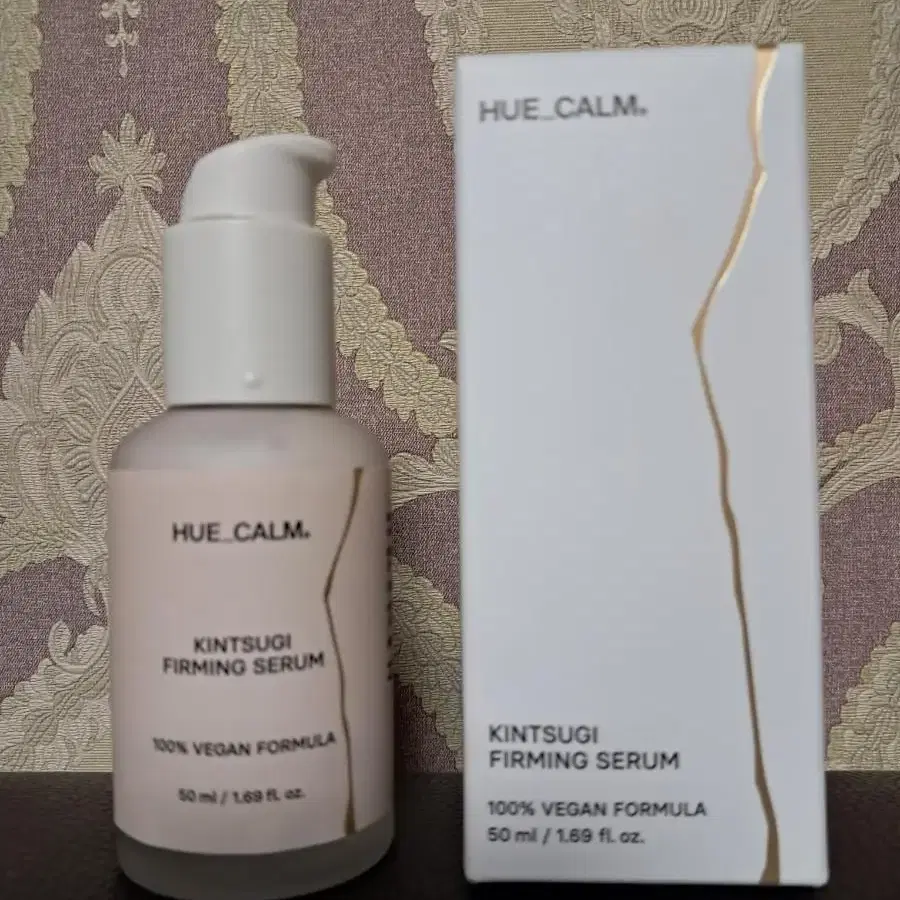 HUE_CALM.
KINTSUGI
FIRMING SERUM
100% VEGAN FORMULA
50 ml / 1.69 fl. oz.
HUE_CALM.
KINTSUGI
FIRMING SERUM
100% VEGAN FORMULA
50 ml / 1.69 fl. oz.